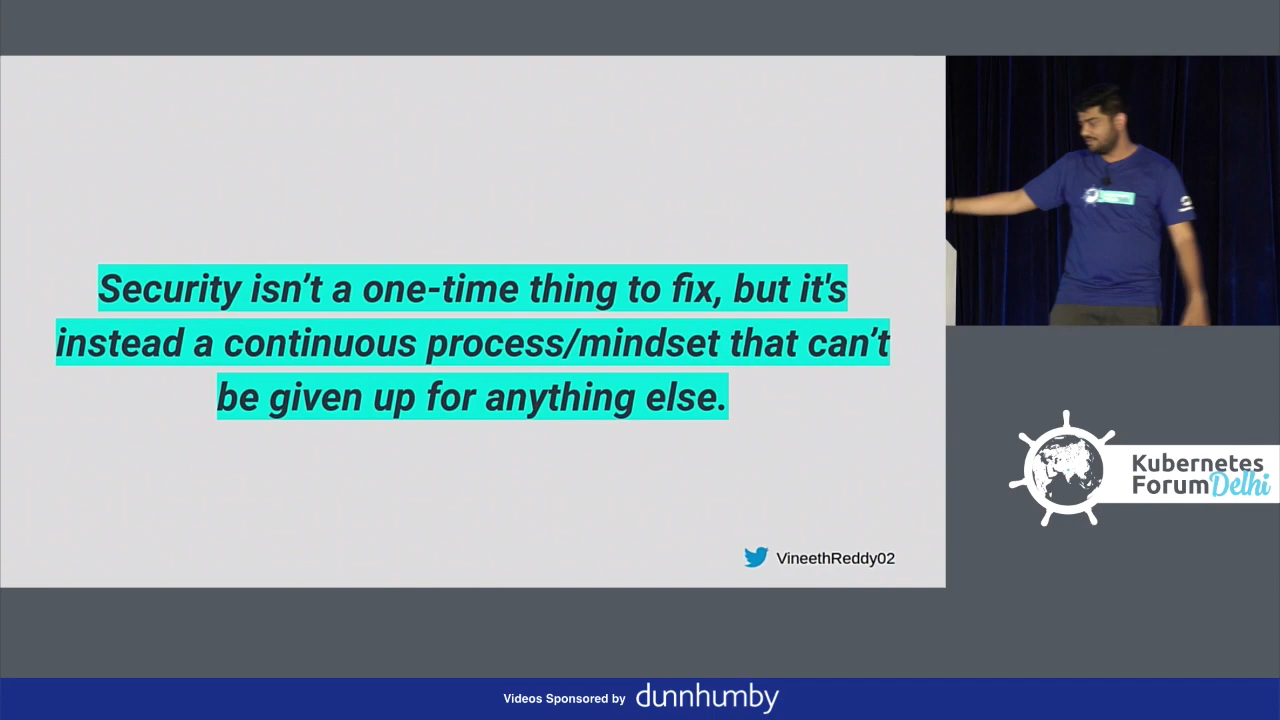 Security isn’t a one-time thing to fix, but it's
instead a continuous process/mindset that can’t
be given up for anything else.
VineethReddy02
Kubernetes
Forum Delhi
Videos Sponsored by dunnhumby